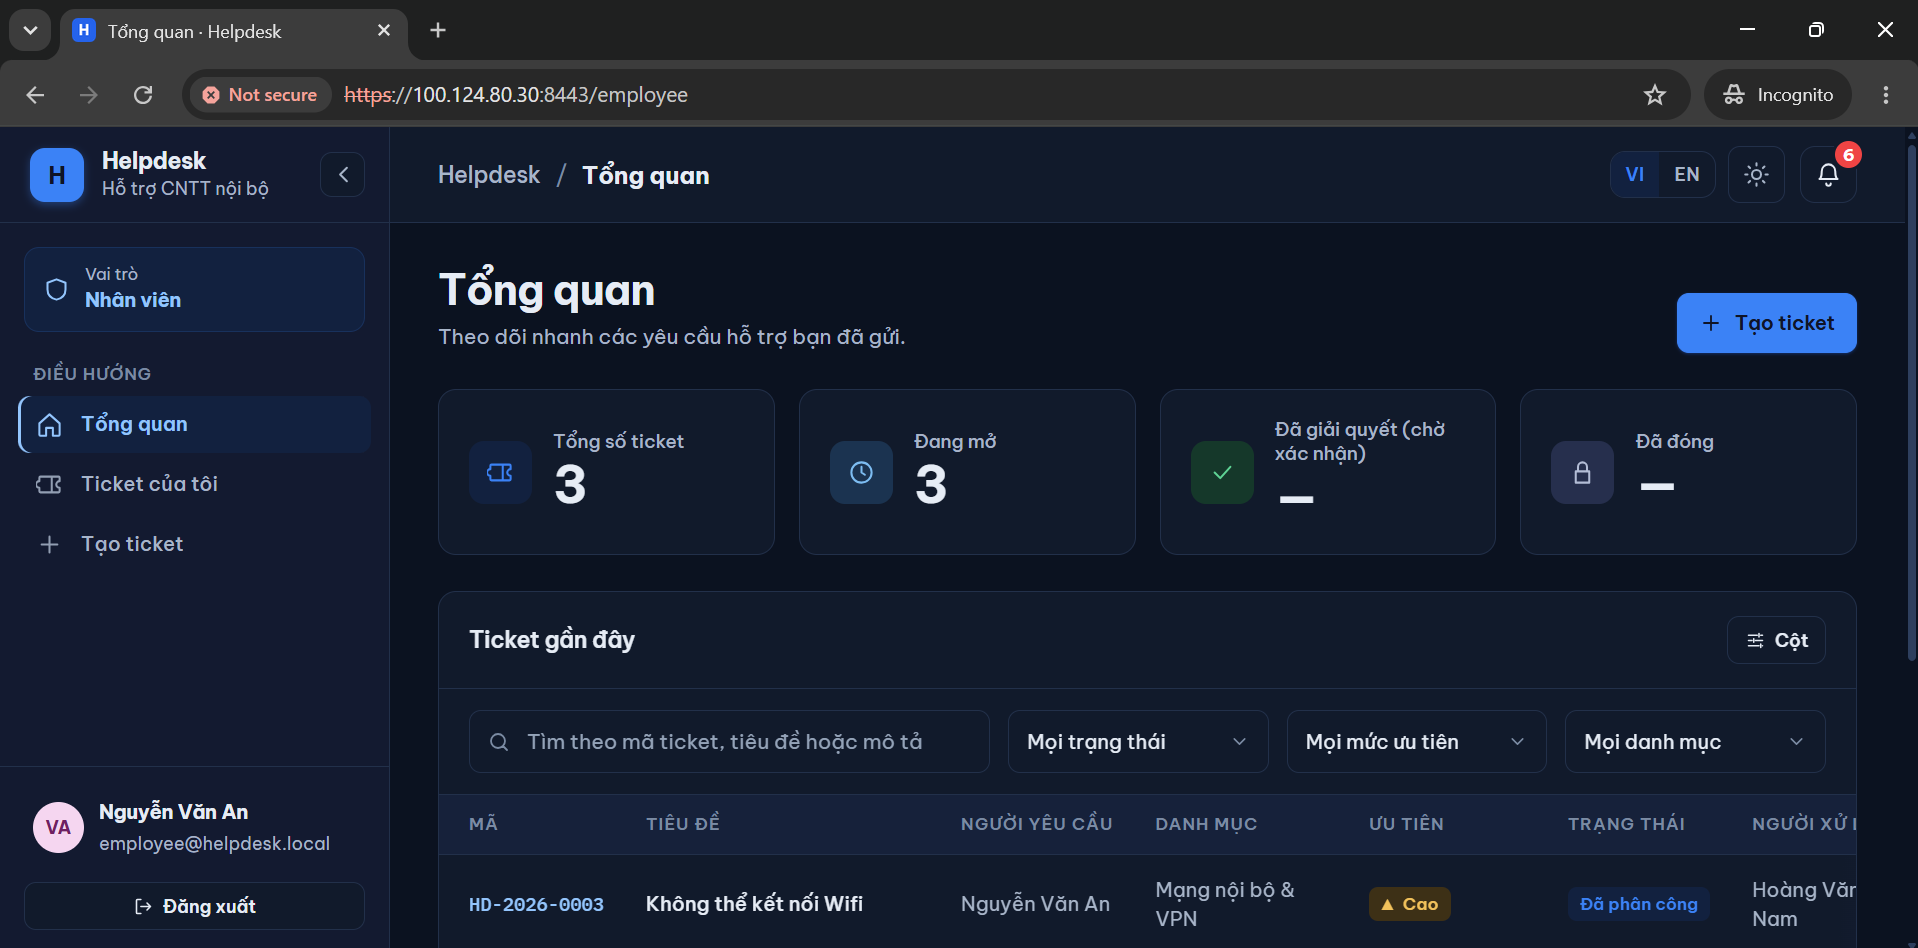 H Tổng quan · Helpdesk
Not secure https://100.124.80.30:8443/employee
Incognito
H
Helpdesk
Hỗ trợ CNTT nội bộ
Vai trò
Nhân viên
ĐIỀU HƯỚNG
Tổng quan
Ticket của tôi
Tạo ticket
VA
Nguyễn Văn An
employee@helpdesk.local
Đăng xuất
Helpdesk / Tổng quan
VI EN
6
Tổng quan
Theo dõi nhanh các yêu cầu hỗ trợ bạn đã gửi.
+ Tạo ticket
Tổng số ticket
3
Đang mở
3
Đã giải quyết (chờ
xác nhận)
—
Đã đóng
—
Ticket gần đây
Cột
Tìm theo mã ticket, tiêu đề hoặc mô tả
Mọi trạng thái
Mọi mức ưu tiên
Mọi danh mục
MÃ TIÊU ĐỀ NGƯỜI YÊU CẦU DANH MỤC ƯU TIÊN TRẠNG THÁI NGƯỜI XỬ
HD-2026-0003
Không thể kết nối Wifi
Nguyễn Văn An
Mạng nội bộ &
VPN
Cao
Đã phân công
Hoàng Văn
Nam